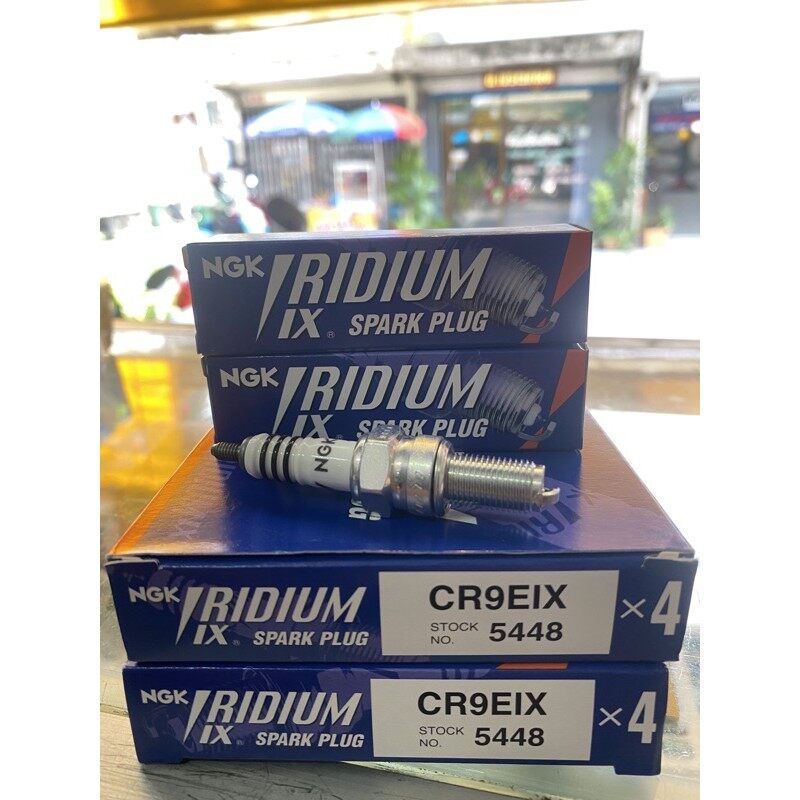 NGK IRIDIUM
IX® SPARK PLUG
NGK IRIDIUM
IX® SPARK PLUG
NGK
NGK IRIDIUM
IX® SPARK PLUG
CR9EIX
STOCK
NO. 5448
×4
NGK IRIDIUM
IX® SPARK PLUG
CR9EIX
STOCK
NO. 5448
×4